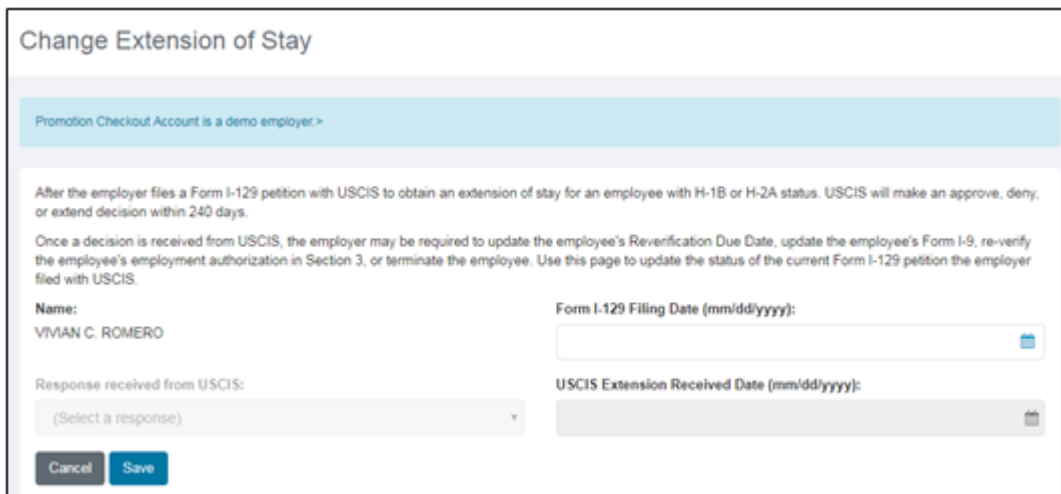 Change Extension of Stay
Promotion Checkout Account is a demo employer.>
After the employer files a Form I-129 petition with USCIS to obtain an extension of stay for an employee with H-1B or H-2A status. USCIS will make an approve, deny,
or extend decision within 240 days.
Once a decision is received from USCIS, the employer may be required to update the employee's Reverification Due Date, update the employee's Form I-9, re-verify
the employee's employment authorization in Section 3, or terminate the employee. Use this page to update the status of the current Form I-129 petition the employer
filed with USCIS.
Name:
VIVIAN C. ROMERO
Form I-129 Filing Date (mm/dd/yyyy):
Response received from USCIS:
(Select a response)
USCIS Extension Received Date (mm/dd/yyyy):
Cancel Save